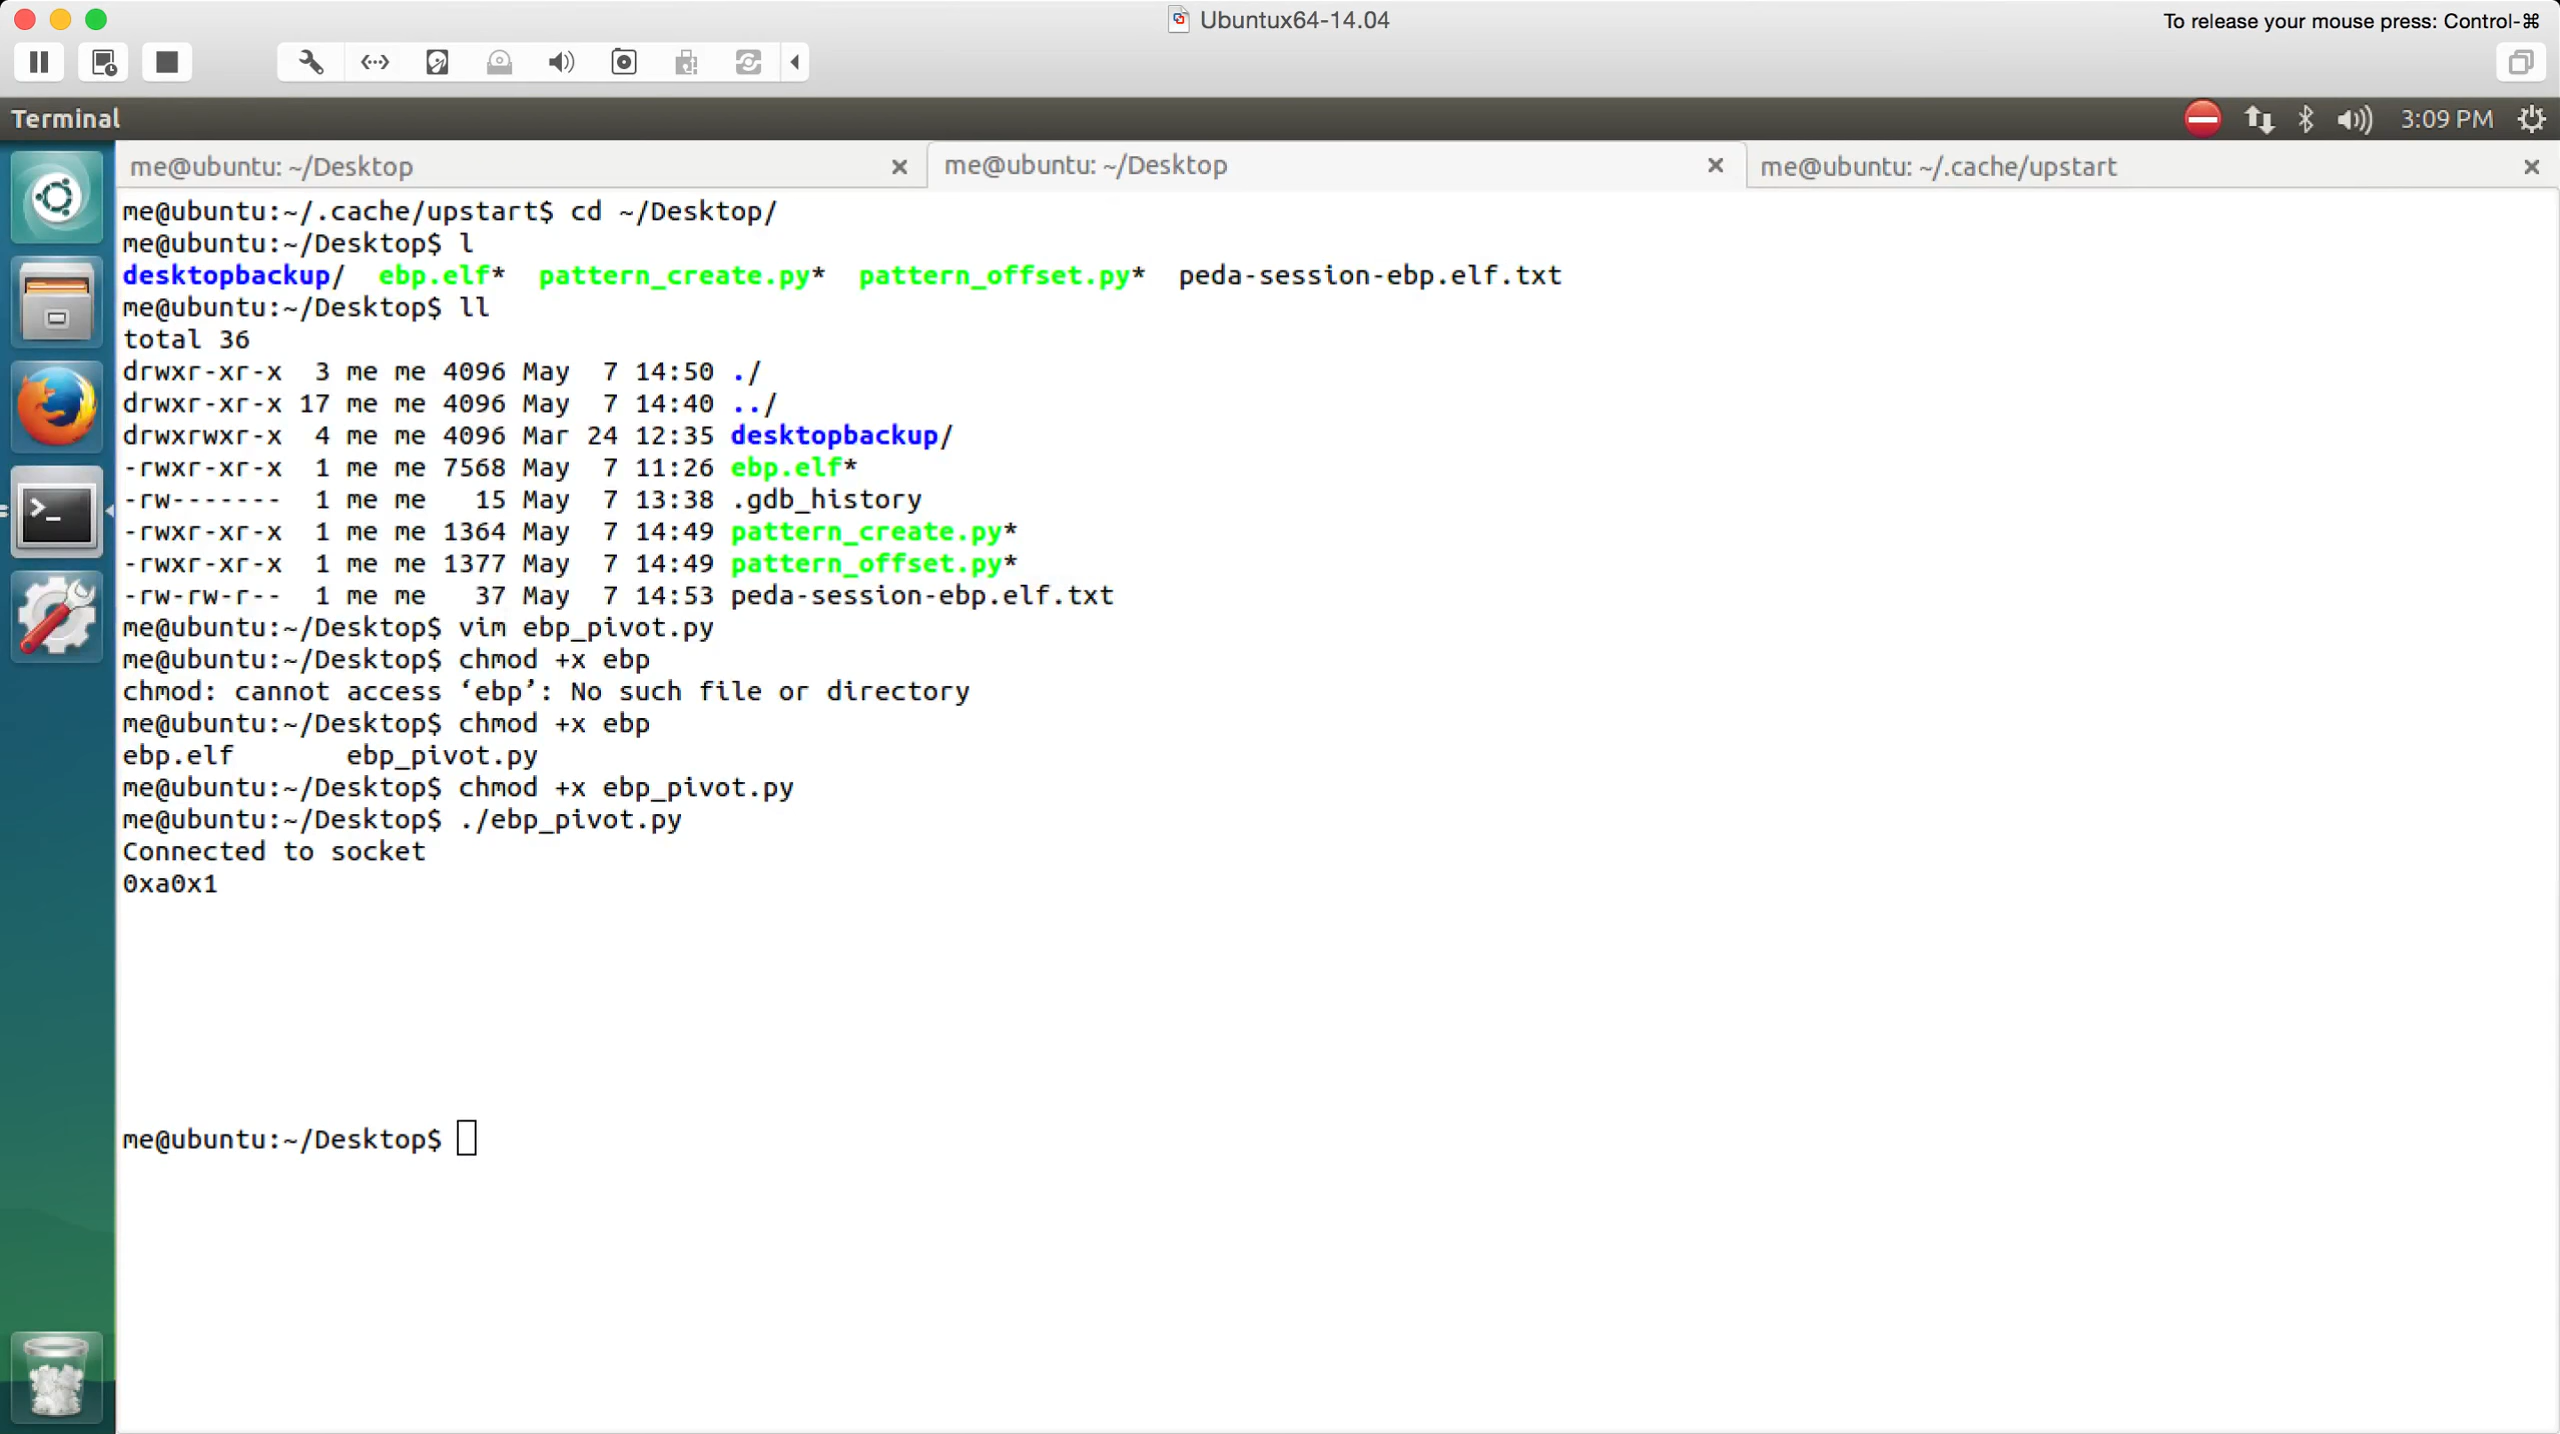 Ubuntux64-14.04
To release your mouse press: Control-⌘
Terminal
3:09 PM
me@ubuntu: ~/Desktop
me@ubuntu: ~/Desktop
me@ubuntu: ~/.cache/upstart
me@ubuntu:~/.cache/upstart$ cd ~/Desktop/
me@ubuntu:~/Desktop$ l
desktopbackup/  ebp.elf*  pattern_create.py*  pattern_offset.py*  peda-session-ebp.elf.txt
me@ubuntu:~/Desktop$ ll
total 36
drwxr-xr-x  3 me me 4096 May  7 14:50 ./
drwxr-xr-x 17 me me 4096 May  7 14:40 ../
drwxrwxr-x  4 me me 4096 Mar 24 12:35 desktopbackup/
-rwxr-xr-x  1 me me 7568 May  7 11:26 ebp.elf*
-rw-------  1 me me   15 May  7 13:38 .gdb_history
-rwxr-xr-x  1 me me 1364 May  7 14:49 pattern_create.py*
-rwxr-xr-x  1 me me 1377 May  7 14:49 pattern_offset.py*
-rw-rw-r--  1 me me   37 May  7 14:53 peda-session-ebp.elf.txt
me@ubuntu:~/Desktop$ vim ebp_pivot.py
me@ubuntu:~/Desktop$ chmod +x ebp
chmod: cannot access ‘ebp’: No such file or directory
me@ubuntu:~/Desktop$ chmod +x ebp
ebp.elf       ebp_pivot.py
me@ubuntu:~/Desktop$ chmod +x ebp_pivot.py
me@ubuntu:~/Desktop$ ./ebp_pivot.py
Connected to socket
0xa0x1
me@ubuntu:~/Desktop$